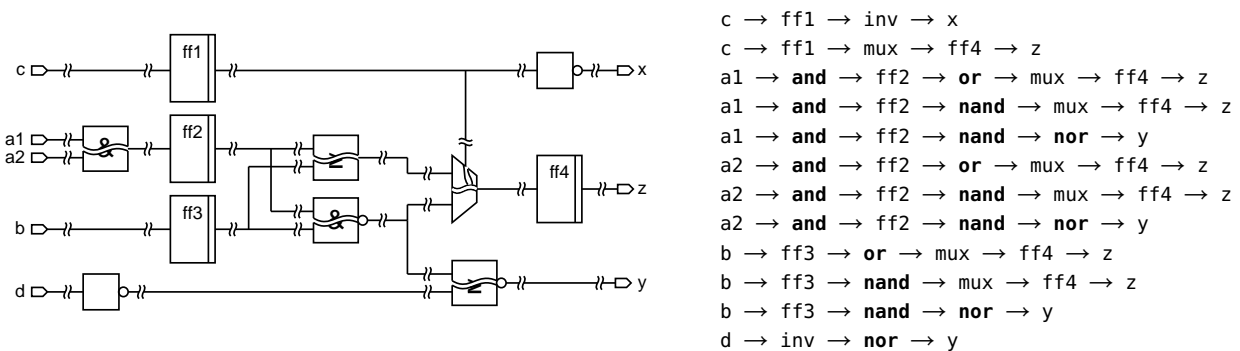 ff1
c
x
ff2
a1
a2
&
≥
ff4
z
ff3
b
&
d
≥
y
c → ff1 → inv → x
c → ff1 → mux → ff4 → z
a1 → and → ff2 → or → mux → ff4 → z
a1 → and → ff2 → nand → mux → ff4 → z
a1 → and → ff2 → nand → nor → y
a2 → and → ff2 → or → mux → ff4 → z
a2 → and → ff2 → nand → mux → ff4 → z
a2 → and → ff2 → nand → nor → y
b → ff3 → or → mux → ff4 → z
b → ff3 → nand → mux → ff4 → z
b → ff3 → nand → nor → y
d → inv → nor → y